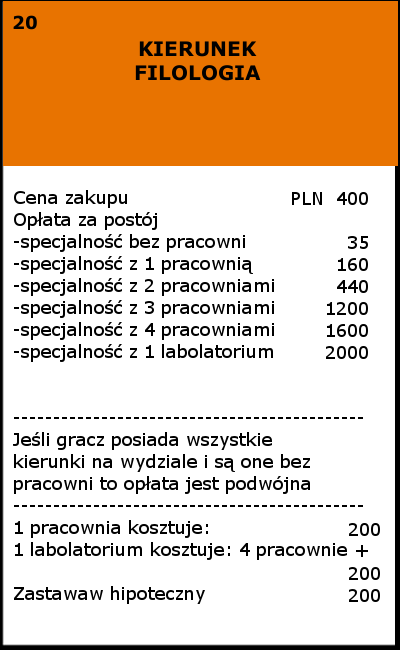 20
KIERUNEK
FILOLOGIA
Cena zakupu PLN 400
Opłata za postój
-specjalność bez pracowni 35
-specjalność z 1 pracownią 160
-specjalność z 2 pracowniami 440
-specjalność z 3 pracowniami 1200
-specjalność z 4 pracowniami 1600
-specjalność z 1 labolatorium 2000
---------------------------------
Jeśli gracz posiada wszystkie
kierunki na wydziale i są one bez
pracowni to opłata jest podwójna
---------------------------------
1 pracownia kosztuje: 200
1 labolatorium kosztuje: 4 pracownie +
200
Zastawaw hipoteczny 200